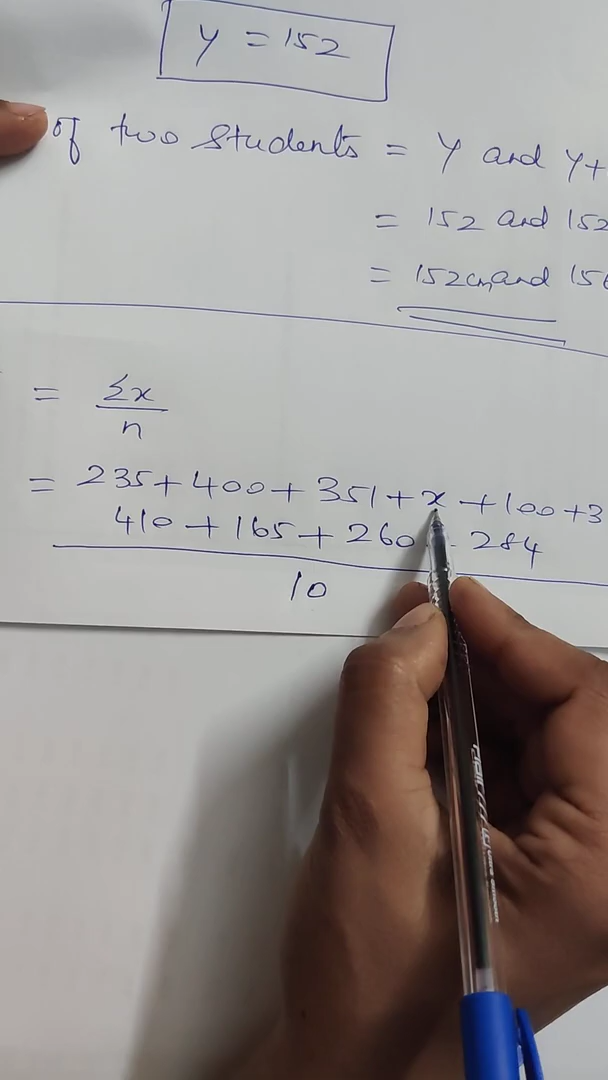 y = 152
of two students = y and y+
= 152 and 152
= 152cm and 156
= Σx
n
= 235+400+351+x+100+3
410+165+260 284
10